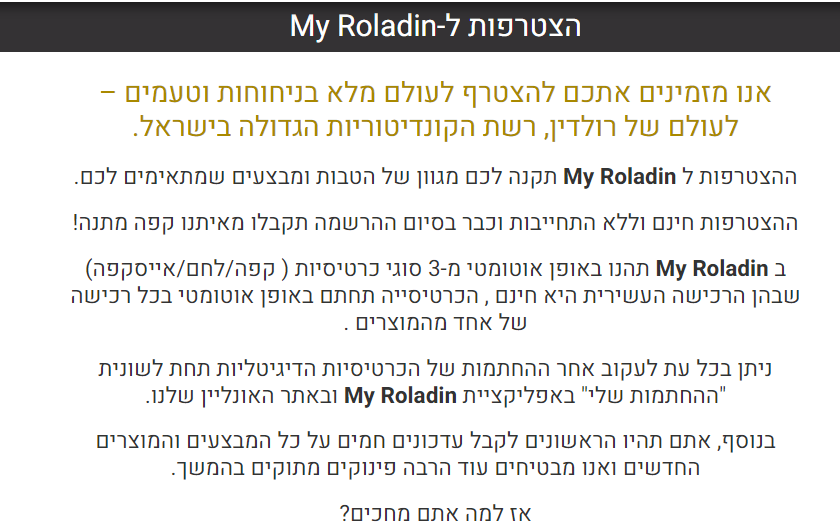 הצטרפות ל-My Roladin
אנו מזמינים אתכם להצטרף לעולם מלא בניחוחות וטעמים –
לעולם של רולדין, רשת הקונדיטוריות הגדולה בישראל.
ההצטרפות ל My Roladin תקנה לכם מגוון של הטבות ומבצעים שמתאימים לכם.
ההצטרפות חינם וללא התחייבות וכבר בסיום ההרשמה תקבלו מאיתנו קפה מתנה!
ב My Roladin תהנו באופן אוטומטי מ-3 סוגי כרטיסיות ( קפה/לחם/אייסקפה)
שבהן הרכישה העשירית היא חינם , הכרטיסייה תחתם באופן אוטומטי בכל רכישה
של אחד מהמוצרים .
ניתן בכל עת לעקוב אחר ההחתמות של הכרטיסיות הדיגיטליות תחת לשונית
"ההחתמות שלי" באפליקציית My Roladin ובאתר האונליין שלנו.
בנוסף, אתם תהיו הראשונים לקבל עדכונים חמים על כל המבצעים והמוצרים
החדשים ואנו מבטיחים עוד הרבה פינוקים מתוקים בהמשך.
אז למה אתם מחכים?